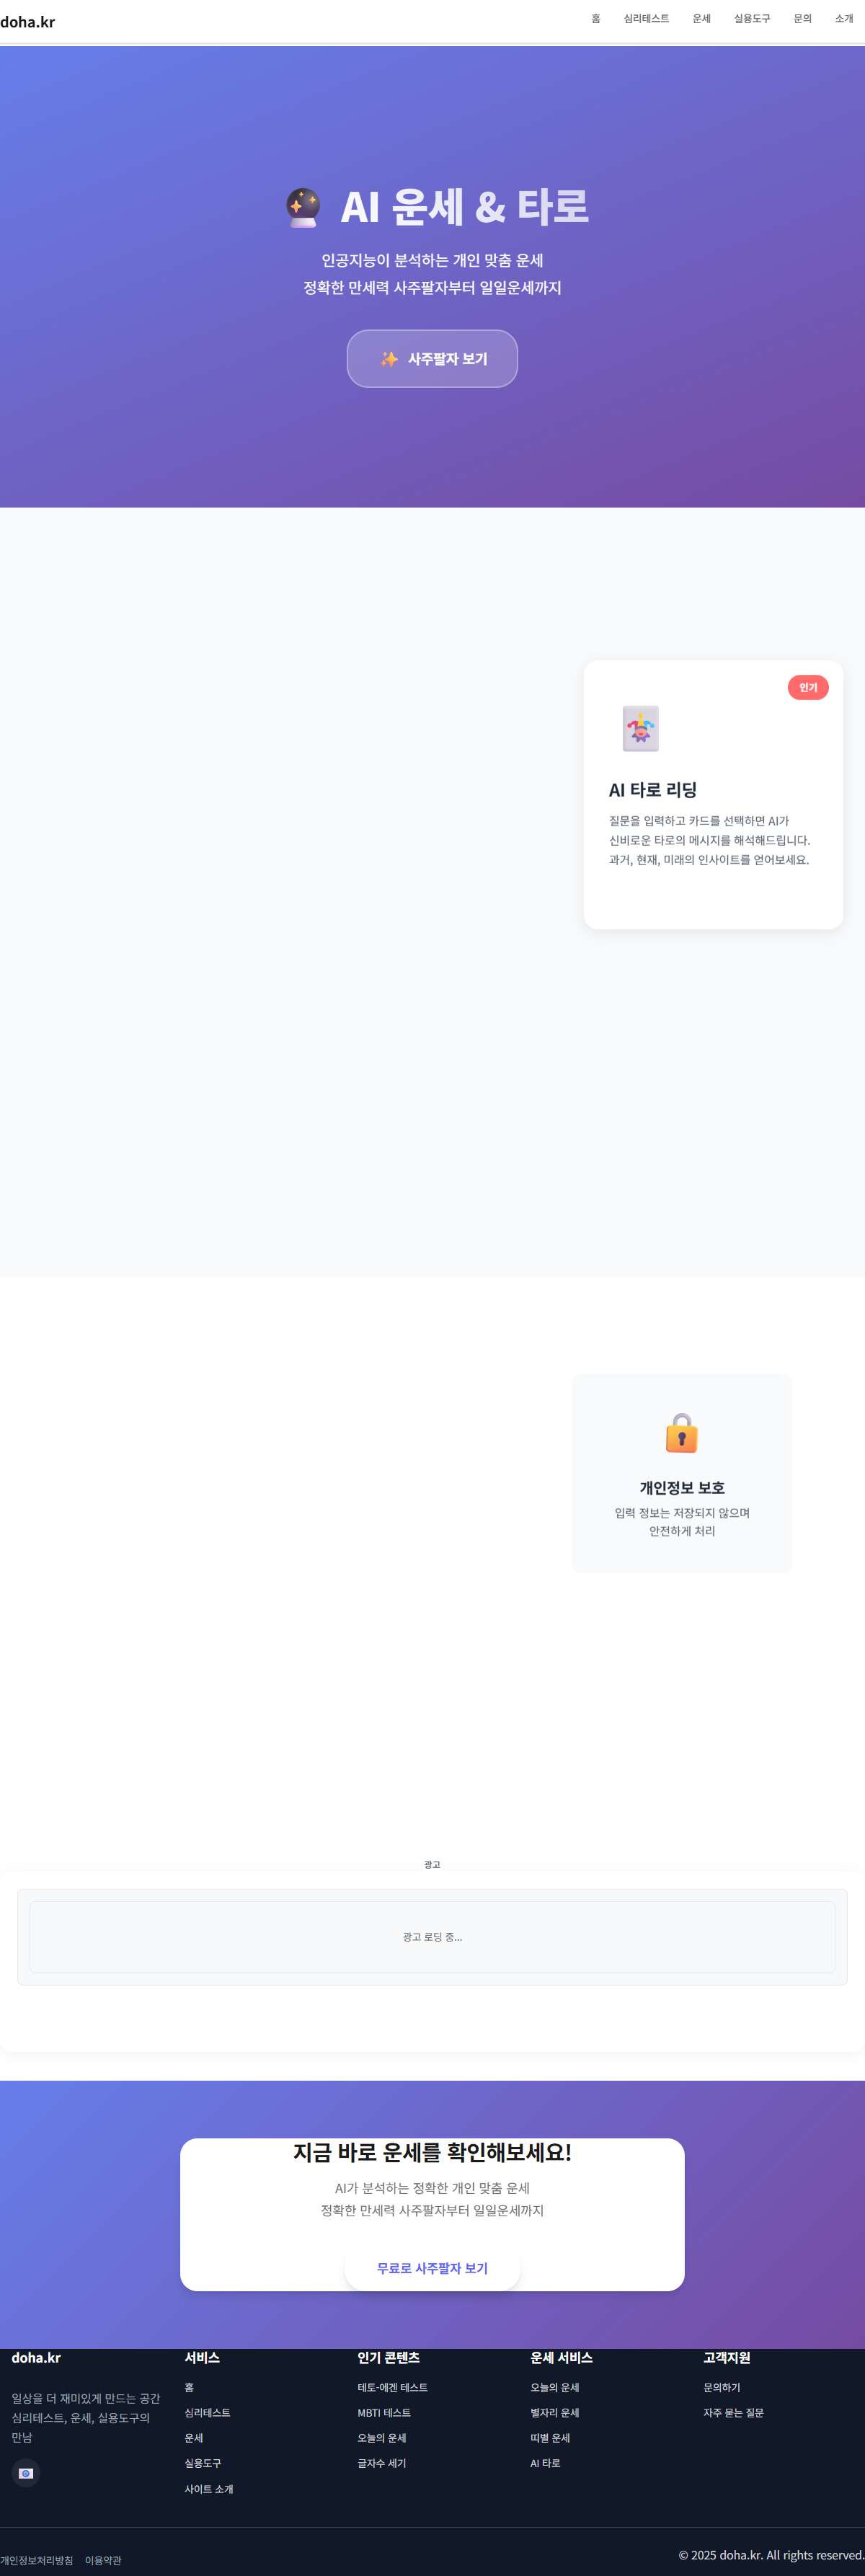 doha.kr
홈 심리테스트 운세 실용도구 문의 소개
AI 운세 & 타로
인공지능이 분석하는 개인 맞춤 운세
정확한 만세력 사주팔자부터 일일운세까지
사주팔자 보기
인기
AI 타로 리딩
질문을 입력하고 카드를 선택하면 AI가
신비로운 타로의 메시지를 해석해드립니다.
과거, 현재, 미래의 인사이트를 얻어보세요.
개인정보 보호
입력 정보는 저장되지 않으며
안전하게 처리
광고
광고 로딩 중...
지금 바로 운세를 확인해보세요!
AI가 분석하는 정확한 개인 맞춤 운세
정확한 만세력 사주팔자부터 일일운세까지
무료로 사주팔자 보기
doha.kr
일상을 더 재미있게 만드는 공간
심리테스트, 운세, 실용도구의
만남
서비스
홈
심리테스트
운세
실용도구
사이트 소개
인기 콘텐츠
테토-에겐 테스트
MBTI 테스트
오늘의 운세
글자수 세기
운세 서비스
오늘의 운세
별자리 운세
띠별 운세
AI 타로
고객지원
문의하기
자주 묻는 질문
개인정보처리방침 이용약관
© 2025 doha.kr. All rights reserved.